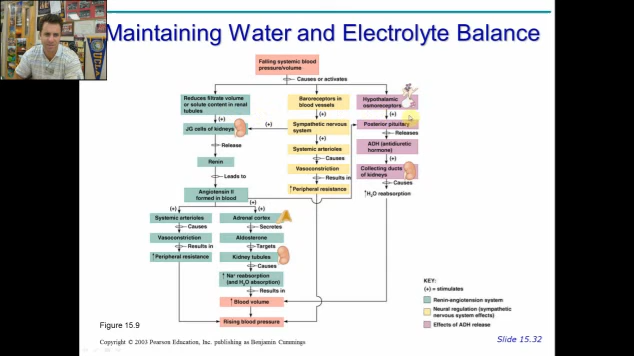 Maintaining Water and Electrolyte Balance
Falling systemic blood
pressure/volume
Causes or activates
Reduces filtrate volume
or solute content in renal
tubules
Baroreceptors in
blood vessels
Hypothalamic
osmoreceptors
(+)
(+)
(+)
JG cells of kidneys
(+)
Sympathetic nervous
system
Posterior pituitary
Release
(+)
Releases
Renin
Systemic arterioles
ADH (antidiuretic
hormone)
Causes
(+)
Leads to
Vasoconstriction
Collecting ducts
of kidneys
Results in
Causes
Angiotensin II
formed in blood
↑Peripheral resistance
↑H₂O reabsorption
(+)
(+)
(+)
Systemic arterioles
Adrenal cortex
Causes
Secretes
Vasoconstriction
Aldosterone
Results in
Targets
↑Peripheral resistance
Kidney tubules
Causes
↑ Na⁺ reabsorption
(and H₂O absorption)
Results in
↑Blood volume
Rising blood pressure
KEY:
(+) = stimulates
Renin-angiotension system
Neural regulation (sympathetic
nervous system effects)
Effects of ADH release
Figure 15.9
Copyright © 2003 Pearson Education, Inc. publishing as Benjamin Cummings
Slide 15.32